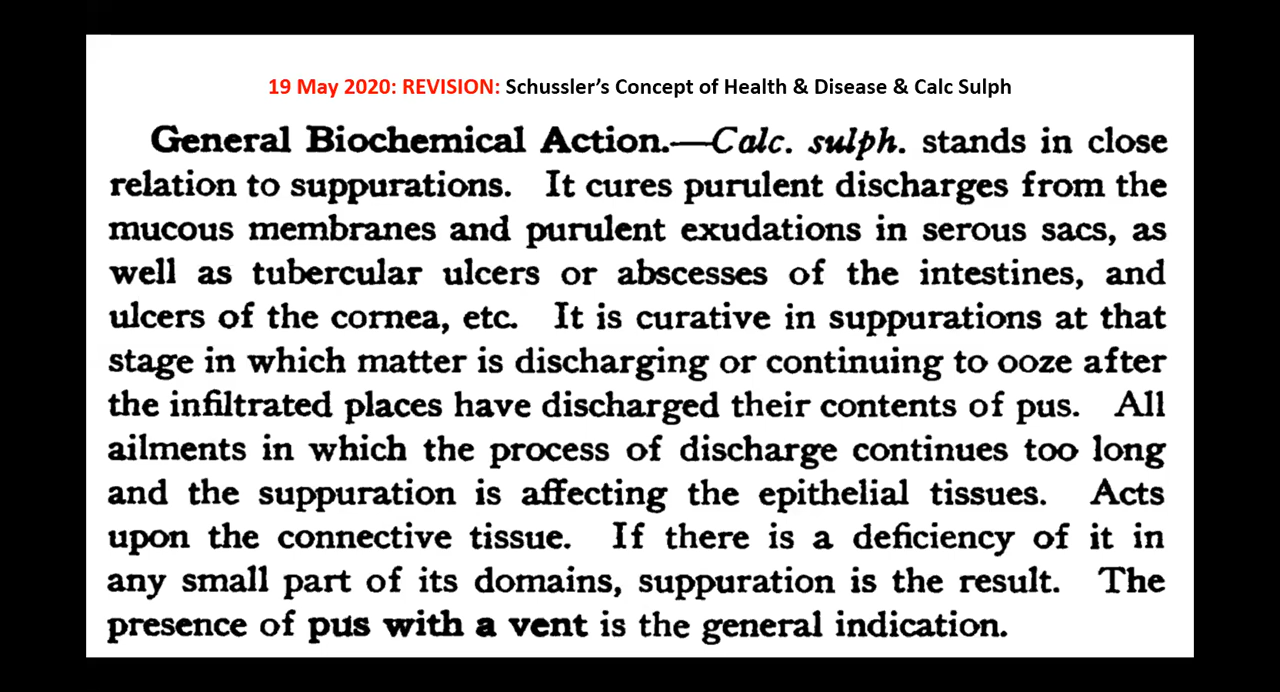 19 May 2020: REVISION: Schussler’s Concept of Health & Disease & Calc Sulph
General Biochemical Action.—Calc. sulph. stands in close
relation to suppurations. It cures purulent discharges from the
mucous membranes and purulent exudations in serous sacs, as
well as tubercular ulcers or abscesses of the intestines, and
ulcers of the cornea, etc. It is curative in suppurations at that
stage in which matter is discharging or continuing to ooze after
the infiltrated places have discharged their contents of pus. All
ailments in which the process of discharge continues too long
and the suppuration is affecting the epithelial tissues. Acts
upon the connective tissue. If there is a deficiency of it in
any small part of its domains, suppuration is the result. The
presence of pus with a vent is the general indication.